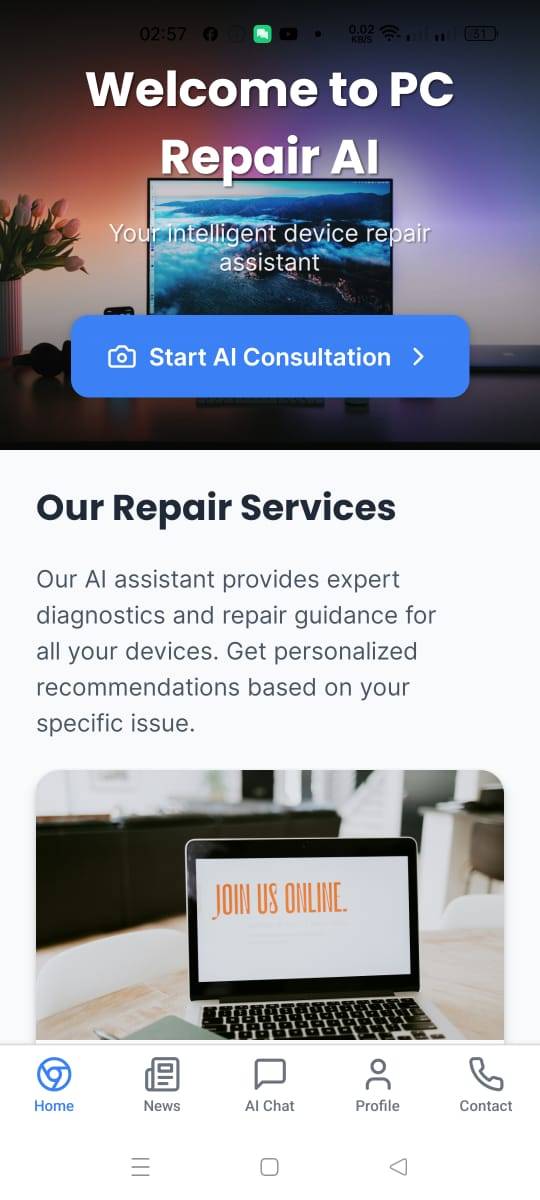 02:57
0.02
KB/S
31
Welcome to PC
Repair AI
Your intelligent device repair
assistant
Start AI Consultation
Our Repair Services
Our AI assistant provides expert
diagnostics and repair guidance for
all your devices. Get personalized
recommendations based on your
specific issue.
JOIN US ONLINE.
Home
News
AI Chat
Profile
Contact